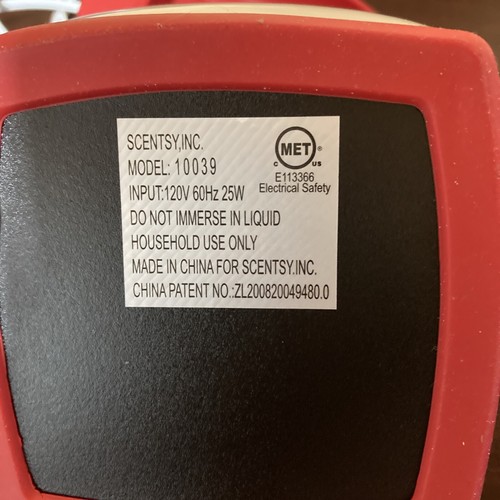 SCENTSY,INC.
MODEL: 10039
INPUT:120V 60Hz 25W
DO NOT IMMERSE IN LIQUID
HOUSEHOLD USE ONLY
MADE IN CHINA FOR SCENTSY.INC.
CHINA PATENT NO.:ZL200820049480.0
MET®
C US
E113366
Electrical Safety